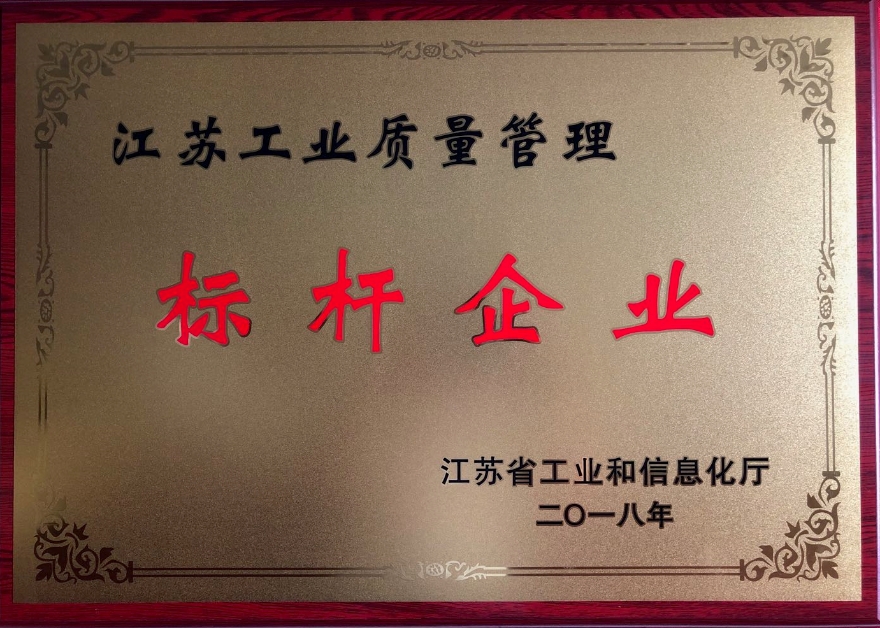 江苏工业质量管理
标杆企业
江苏省工业和信息化厅
二〇一八年